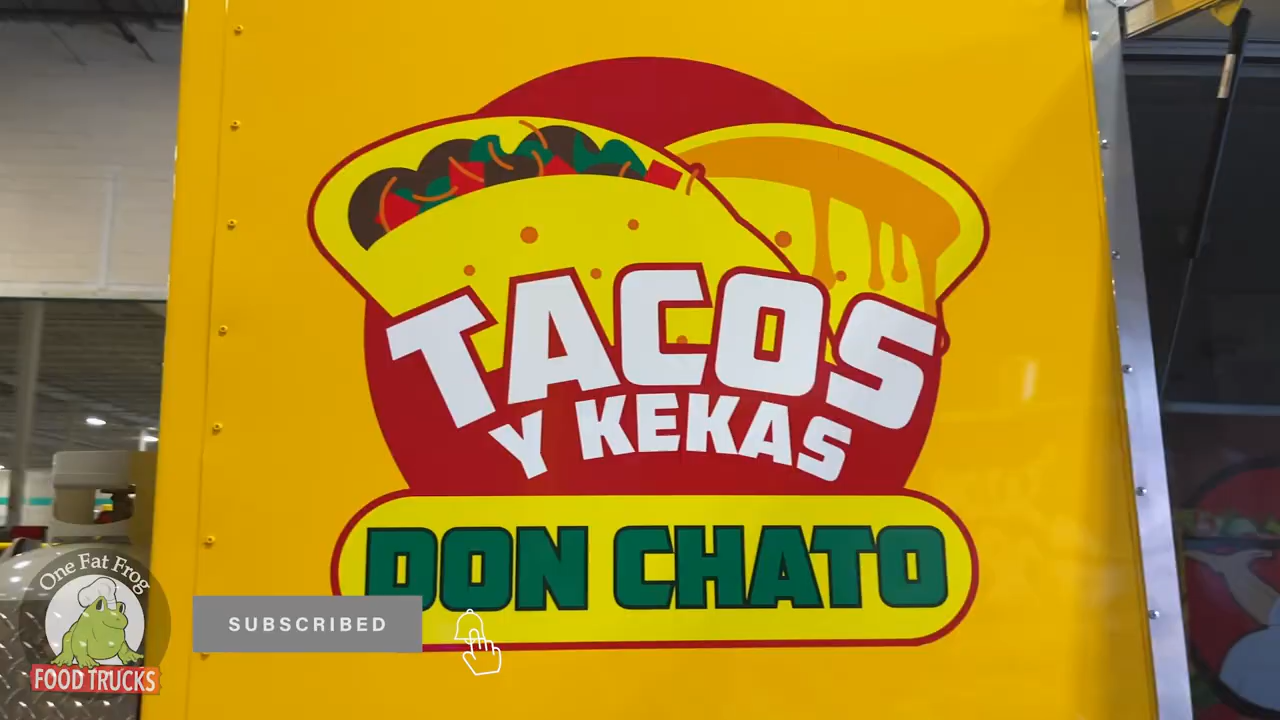 TACOS
Y KEKAS
DON CHATO
One Fat Frog
FOOD TRUCKS
SUBSCRIBED